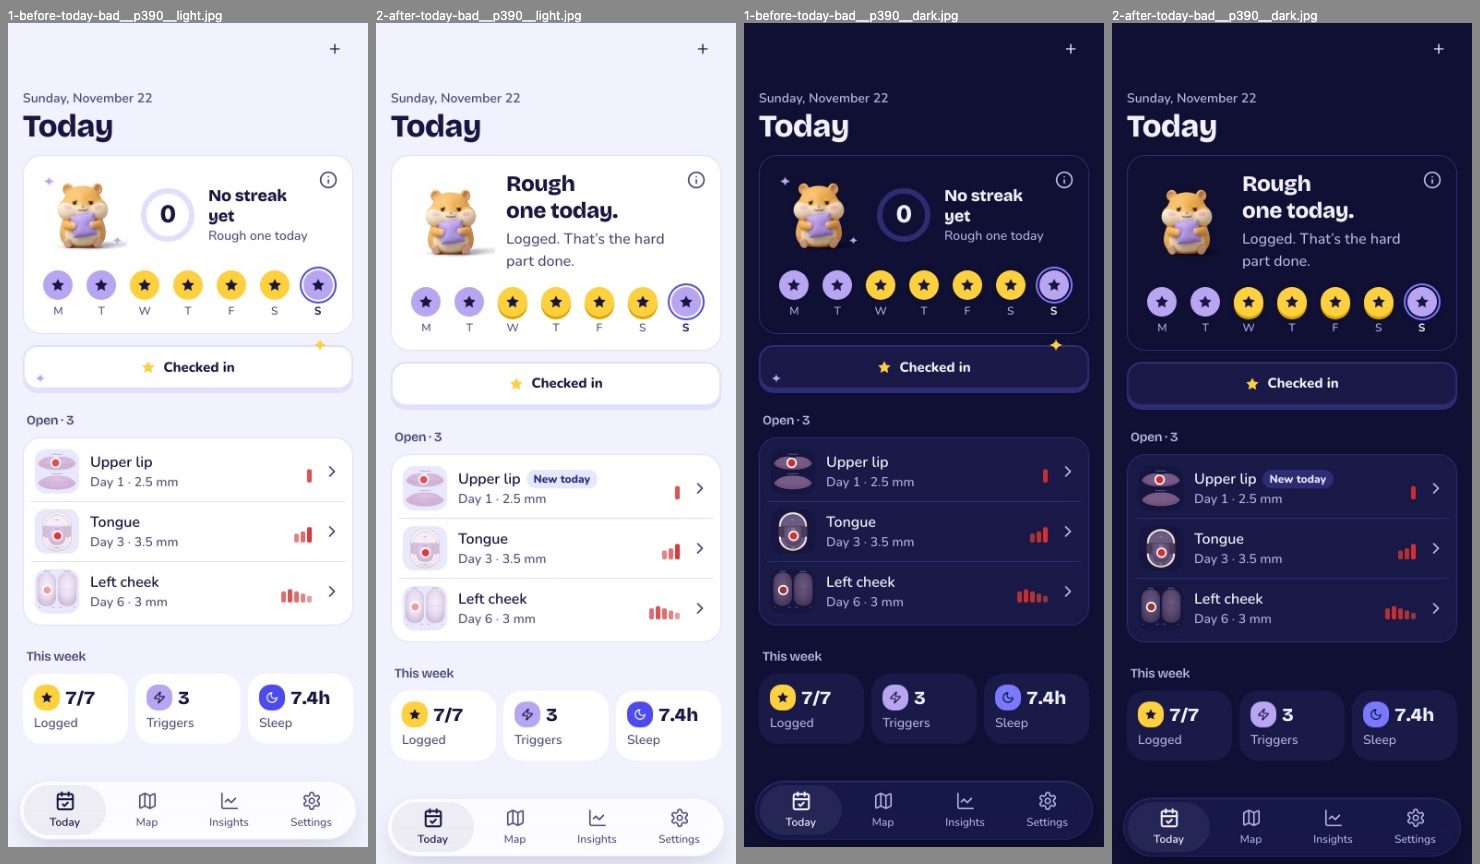 1-before-today-bad__p390__light.jpg
Sunday, November 22
Today
0
No streak
yet
Rough one today
M T W T F S S
Checked in
Open · 3
Upper lip
Day 1 · 2.5 mm
Tongue
Day 3 · 3.5 mm
Left cheek
Day 6 · 3 mm
This week
7/7
Logged
3
Triggers
7.4h
Sleep
Today Map Insights Settings
2-after-today-bad__p390__light.jpg
Sunday, November 22
Today
Rough
one today.
Logged. That's the hard
part done.
M T W T F S S
Checked in
Open · 3
Upper lip New today
Day 1 · 2.5 mm
Tongue
Day 3 · 3.5 mm
Left cheek
Day 6 · 3 mm
This week
7/7
Logged
3
Triggers
7.4h
Sleep
Today Map Insights Settings
1-before-today-bad__p390__dark.jpg
Sunday, November 22
Today
0
No streak
yet
Rough one today
M T W T F S S
Checked in
Open · 3
Upper lip
Day 1 · 2.5 mm
Tongue
Day 3 · 3.5 mm
Left cheek
Day 6 · 3 mm
This week
7/7
Logged
3
Triggers
7.4h
Sleep
Today Map Insights Settings
2-after-today-bad__p390__dark.jpg
Sunday, November 22
Today
Rough
one today.
Logged. That's the hard
part done.
M T W T F S S
Checked in
Open · 3
Upper lip New today
Day 1 · 2.5 mm
Tongue
Day 3 · 3.5 mm
Left cheek
Day 6 · 3 mm
This week
7/7
Logged
3
Triggers
7.4h
Sleep
Today Map Insights Settings